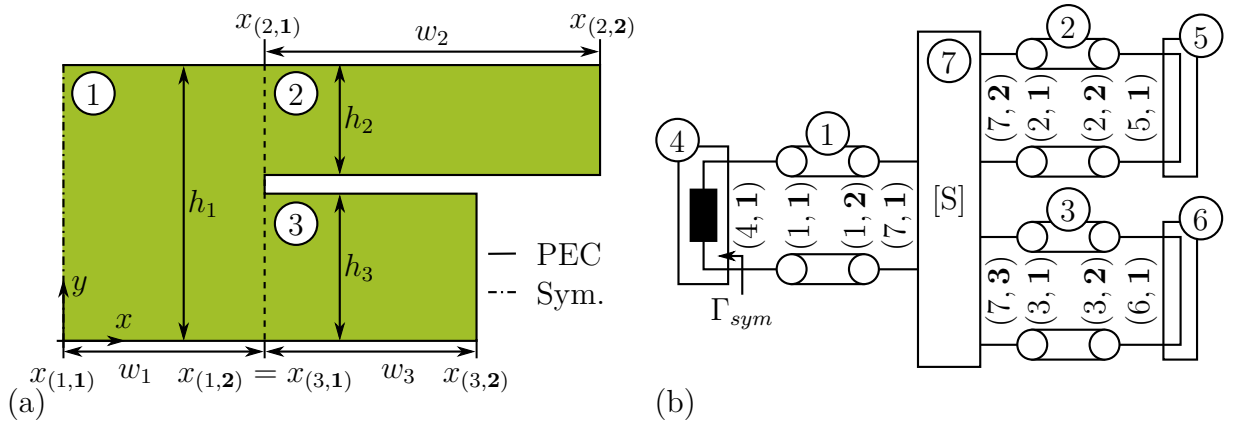 x(2,1)
x(2,2)
w2
1
2
h2
h1
3
h3
PEC
Sym.
y
x
w1
w3
x(1,1)
x(1,2) = x(3,1)
x(3,2)
(a)
2
5
7
(7,2)
(2,1)
(2,2)
(5,1)
1
4
(4,1)
(1,1)
(1,2)
(7,1)
[S]
3
6
Γsym
(7,3)
(3,1)
(3,2)
(6,1)
(b)